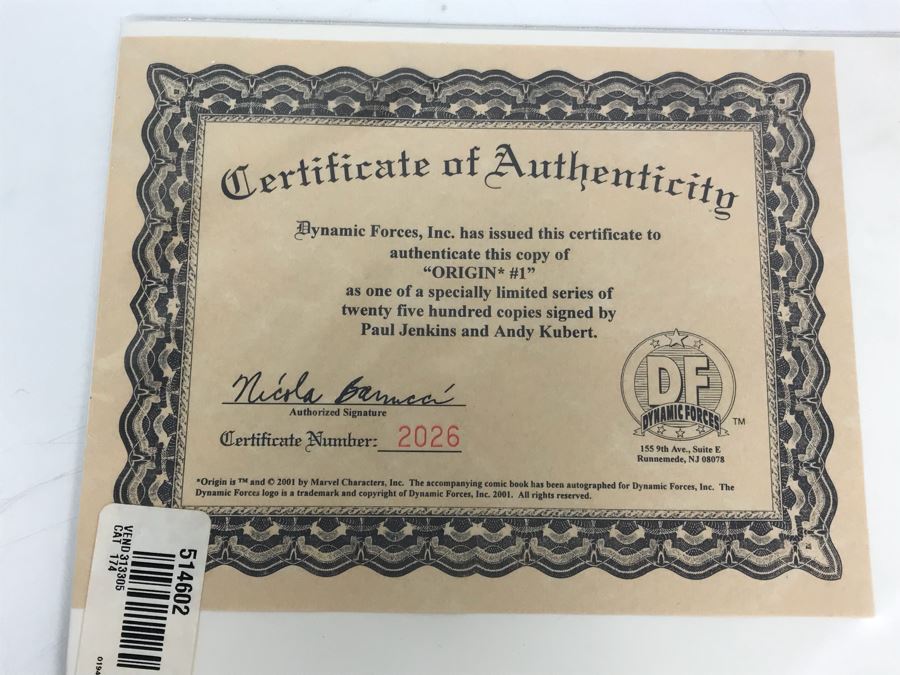 Certificate of Authenticity
Dynamic Forces, Inc. has issued this certificate to
authenticate this copy of
“ORIGIN* #1”
as one of a specially limited series of
twenty five hundred copies signed by
Paul Jenkins and Andy Kubert.
Nicola Barrucci
Authorized Signature
Certificate Number: 2026
DF
DYNAMIC FORCES
TM
155 9th Ave., Suite E
Runnemede, NJ 08078
*Origin is ™ and © 2001 by Marvel Characters, Inc. The accompanying comic book has been autographed for Dynamic Forces, Inc. The
Dynamic Forces logo is a trademark and copyright of Dynamic Forces, Inc. 2001. All rights reserved.
514602
VEND 313305
CAT 174